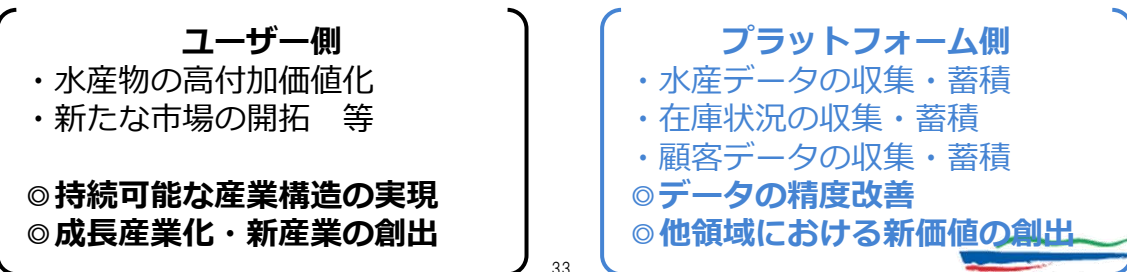 ユーザー側
・水産物の高付加価値化
・新たな市場の開拓　等
◎持続可能な産業構造の実現
◎成長産業化・新産業の創出
プラットフォーム側
・水産データの収集・蓄積
・在庫状況の収集・蓄積
・顧客データの収集・蓄積
◎データの精度改善
◎他領域における新価値の創出
33